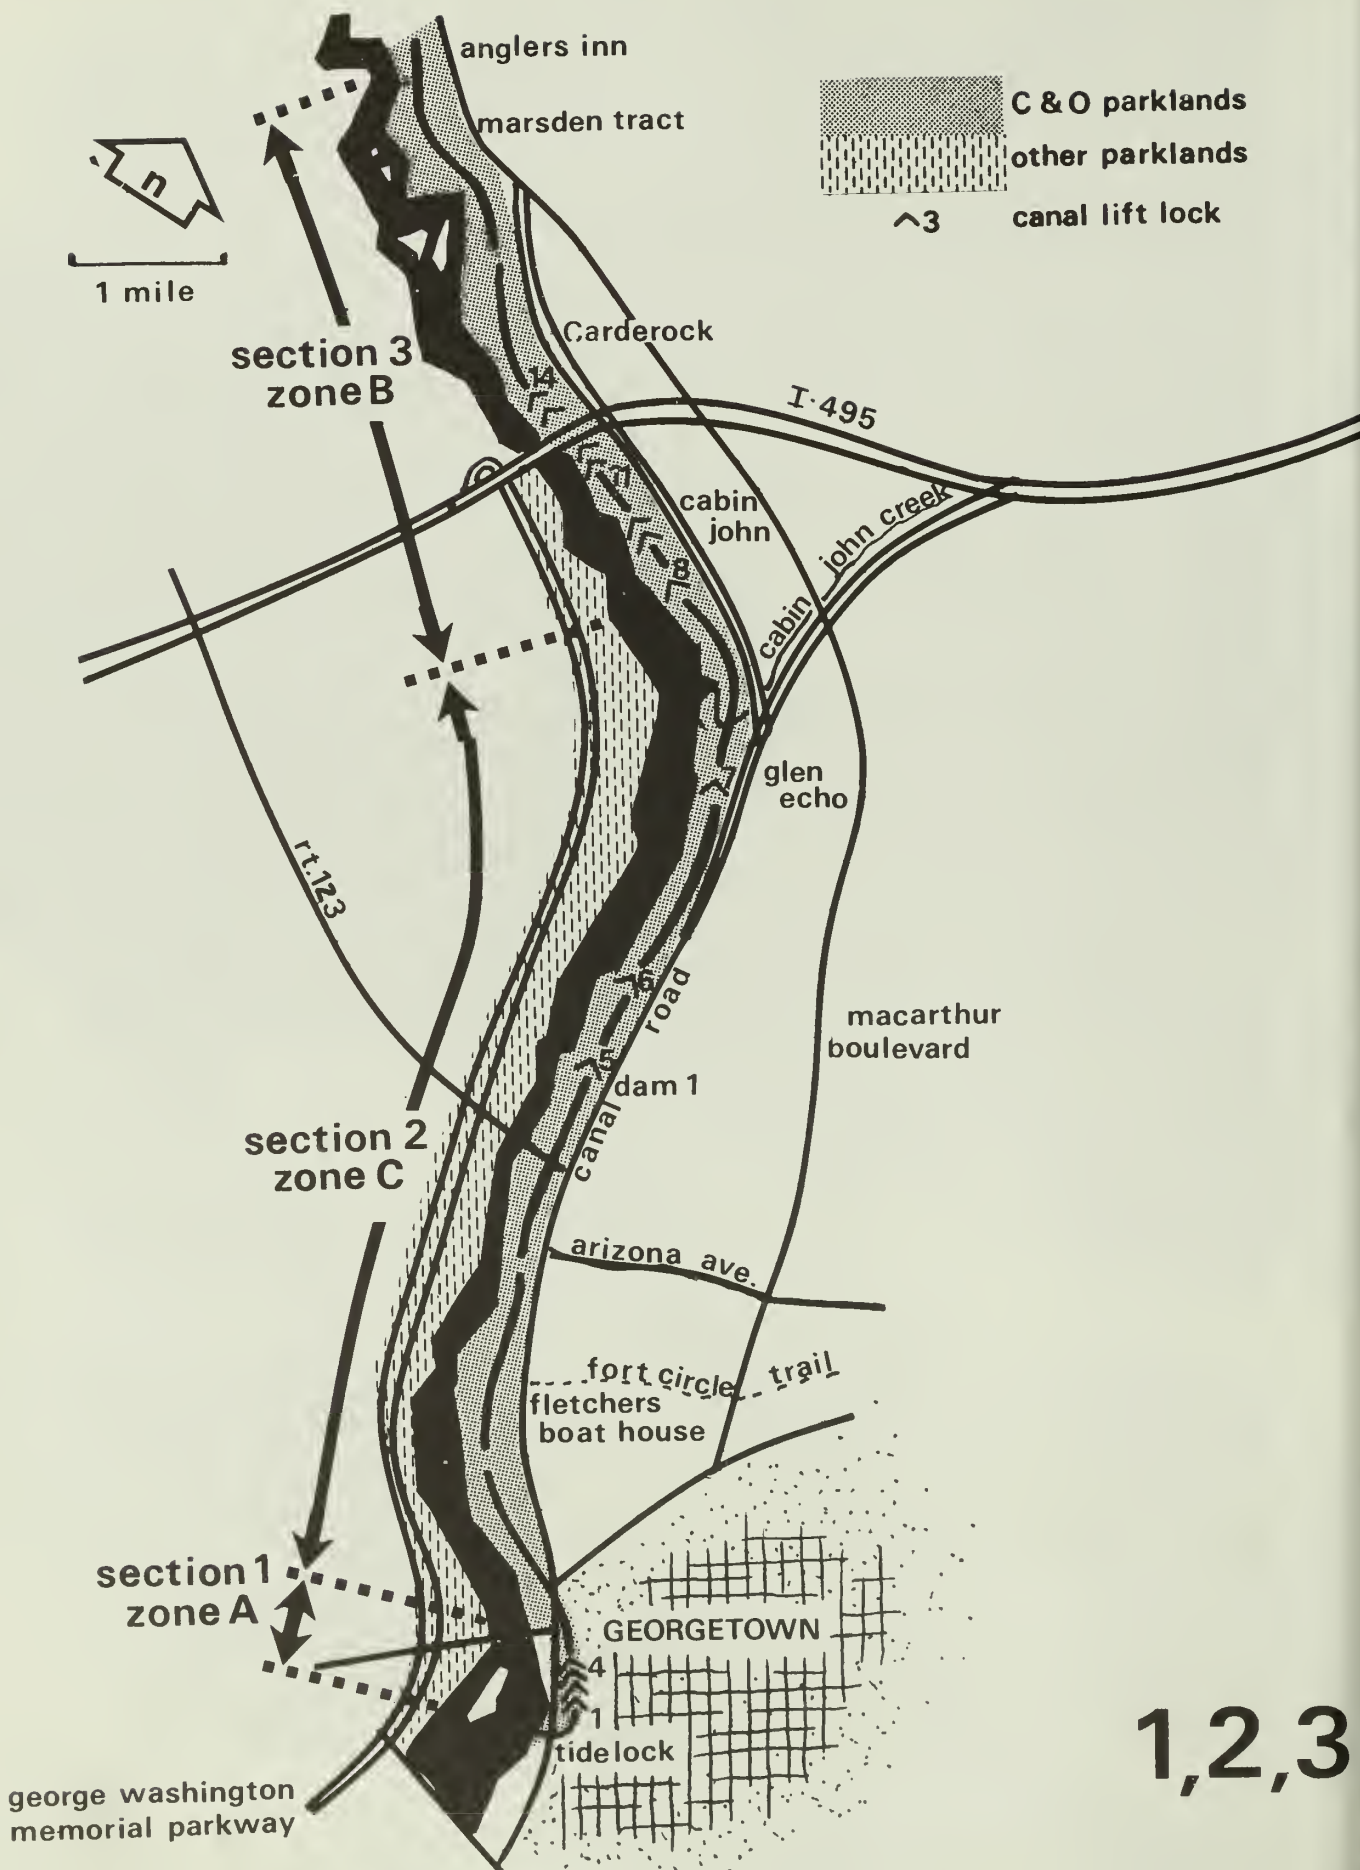 anglers inn
marsden tract
C & O parklands
other parklands
^3 canal lift lock
n
1 mile
Carderock
section 3
zone B
14
I-495
11
cabin
john
8
cabin john creek
7
glen
echo
rt.123
6
canal road
5
dam 1
macarthur
boulevard
section 2
zone C
arizona ave.
fort circle trail
fletchers
boat house
section 1
zone A
GEORGETOWN
4
1
tide lock
george washington
memorial parkway
1,2,3